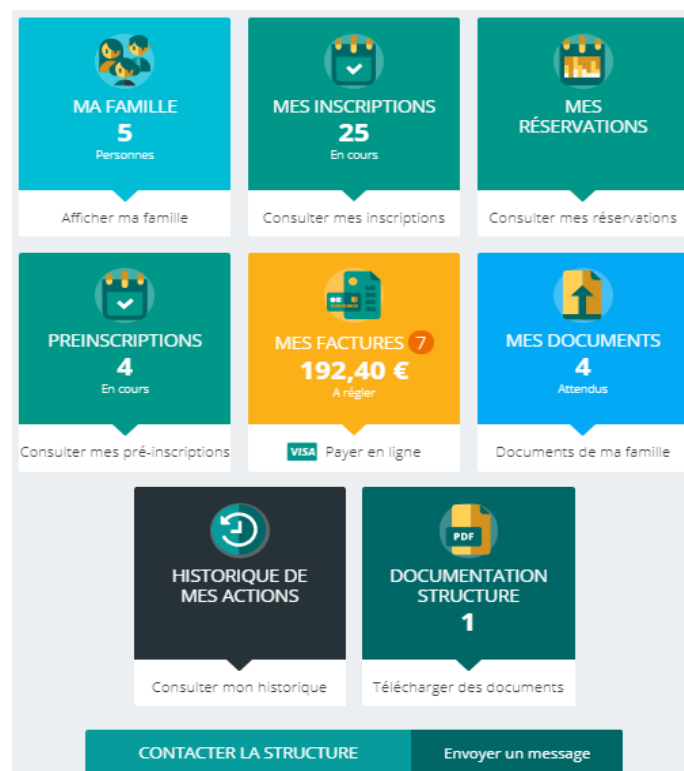 MA FAMILLE
5
Personnes
Afficher ma famille
MES INSCRIPTIONS
25
En cours
Consulter mes inscriptions
MES
RÉSERVATIONS
Consulter mes réservations
PREINSCRIPTIONS
4
En cours
Consulter mes pré-inscriptions
MES FACTURES 7
192,40 €
A régler
VISA Payer en ligne
MES DOCUMENTS
4
Attendus
Documents de ma famille
HISTORIQUE DE
MES ACTIONS
Consulter mon historique
PDF
DOCUMENTATION
STRUCTURE
1
Télécharger des documents
CONTACTER LA STRUCTURE
Envoyer un message